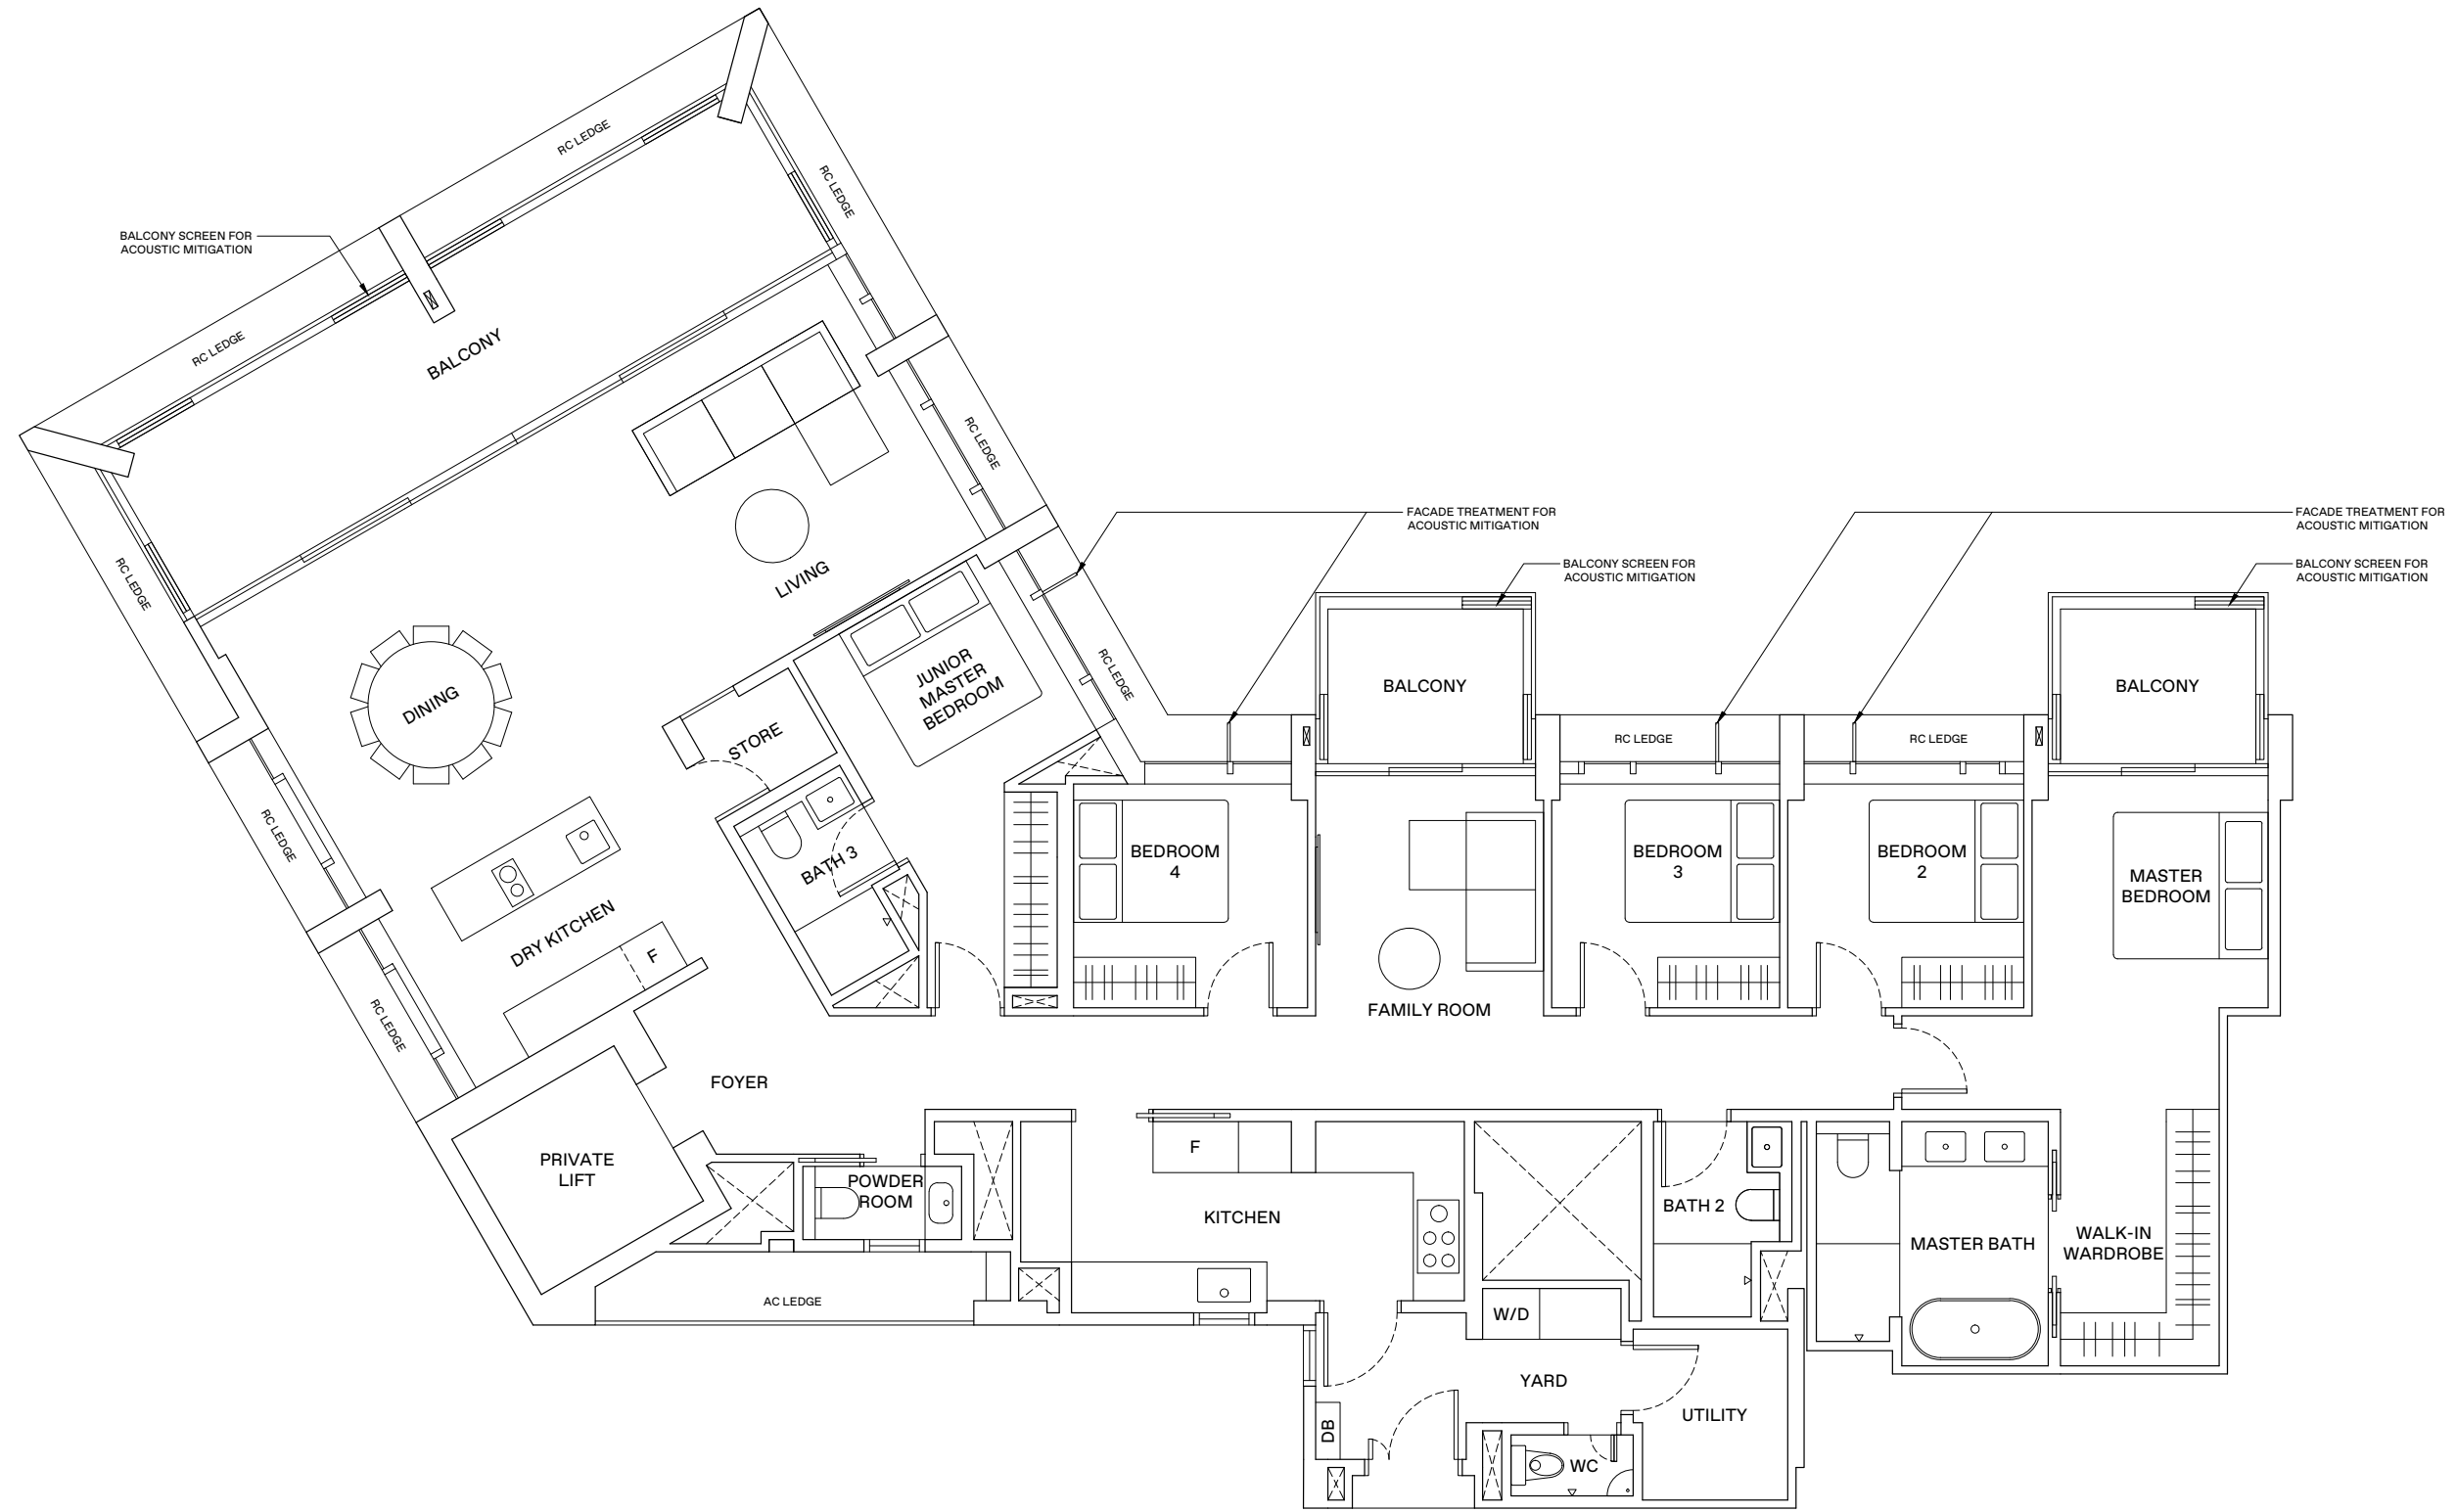 RC LEDGE
RC LEDGE
BALCONY SCREEN FOR
ACOUSTIC MITIGATION
RC LEDGE
BALCONY
RC LEDGE
FACADE TREATMENT FOR
ACOUSTIC MITIGATION
FACADE TREATMENT FOR
ACOUSTIC MITIGATION
BALCONY SCREEN FOR
ACOUSTIC MITIGATION
BALCONY SCREEN FOR
ACOUSTIC MITIGATION
RC LEDGE
LIVING
RC LEDGE
JUNIOR
MASTER
BEDROOM
BALCONY
BALCONY
DINING
STORE
RC LEDGE
RC LEDGE
RC LEDGE
BATH 3
BEDROOM
4
BEDROOM
3
BEDROOM
2
MASTER
BEDROOM
DRY KITCHEN
F
FAMILY ROOM
RC LEDGE
FOYER
PRIVATE
LIFT
POWDER
ROOM
F
KITCHEN
BATH 2
MASTER BATH
WALK-IN
WARDROBE
AC LEDGE
W/D
YARD
UTILITY
DB
WC